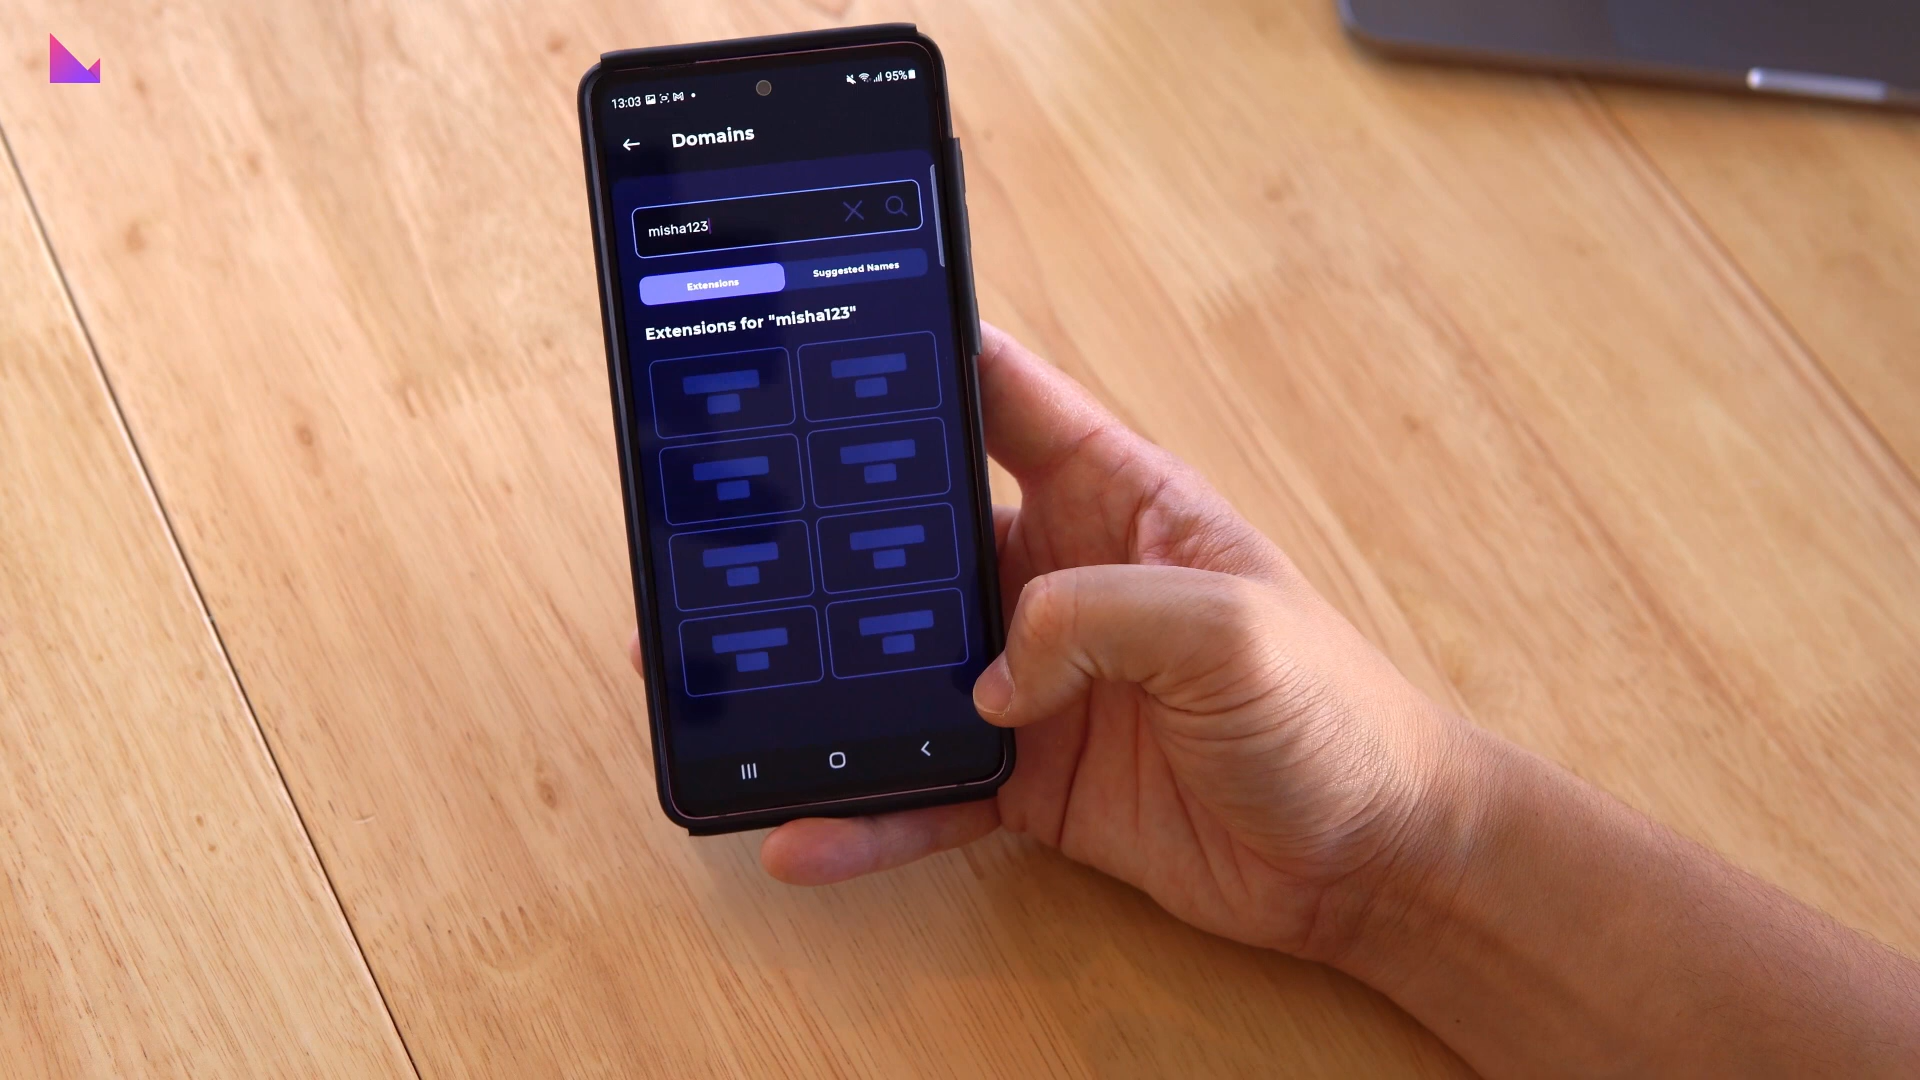 13:03 95%
Domains
misha123
Extensions Suggested Names
Extensions for "misha123"